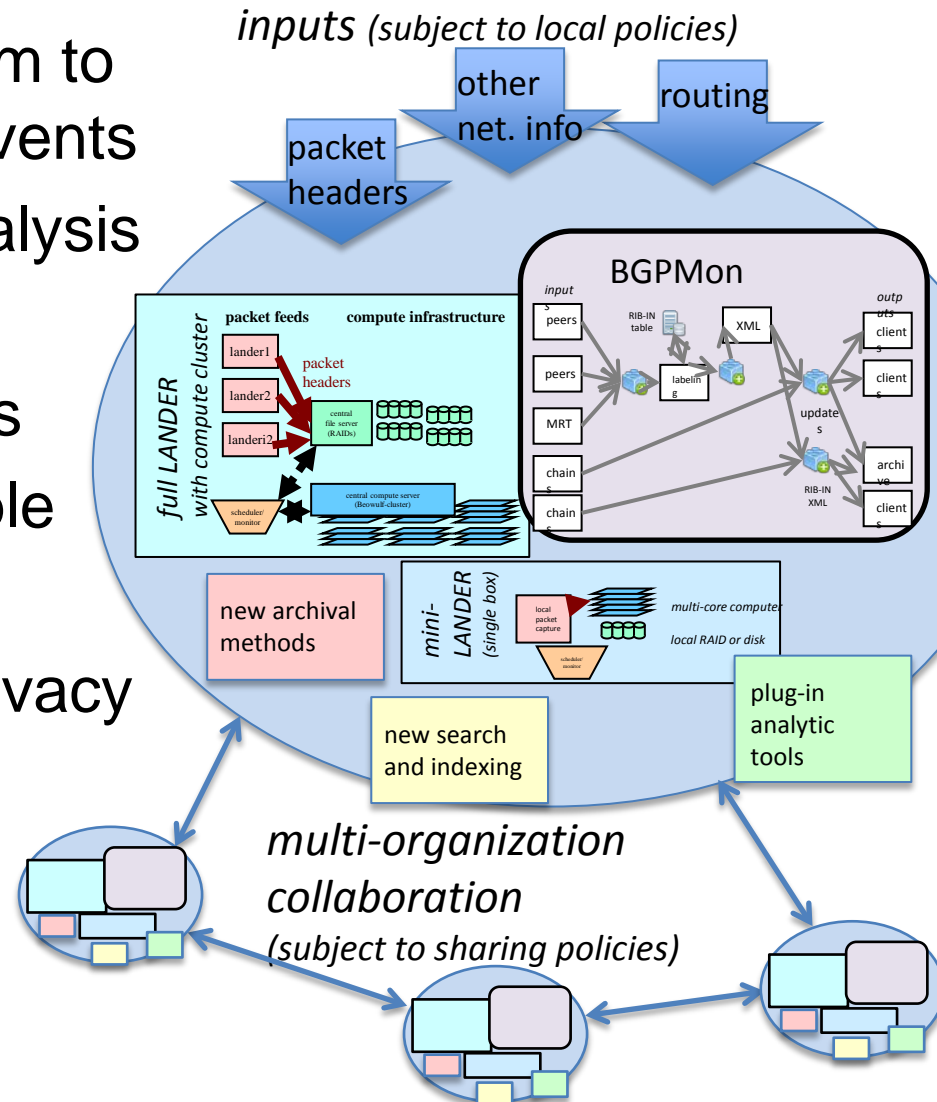 inputs (subject to local policies)
m to
vents
alysis
s
ple
ivacy
packet
headers
other
net. info
routing
full LANDER
with compute cluster
packet feeds
compute infrastructure
lander1
lander2
landeri2
packet
headers
central
file server
(RAIDs)
scheduler/
monitor
central compute server
(Beowulf-cluster)
BGPMon
input
s
peers
peers
MRT
chain
s
chain
s
RIB-IN
table
labelin
g
XML
update
s
RIB-IN
XML
outp
uts
client
s
client
s
archi
ve
client
s
mini-
LANDER
(single box)
local
packet
capture
scheduler/
monitor
multi-core computer
local RAID or disk
new archival
methods
new search
and indexing
plug-in
analytic
tools
multi-organization
collaboration
(subject to sharing policies)